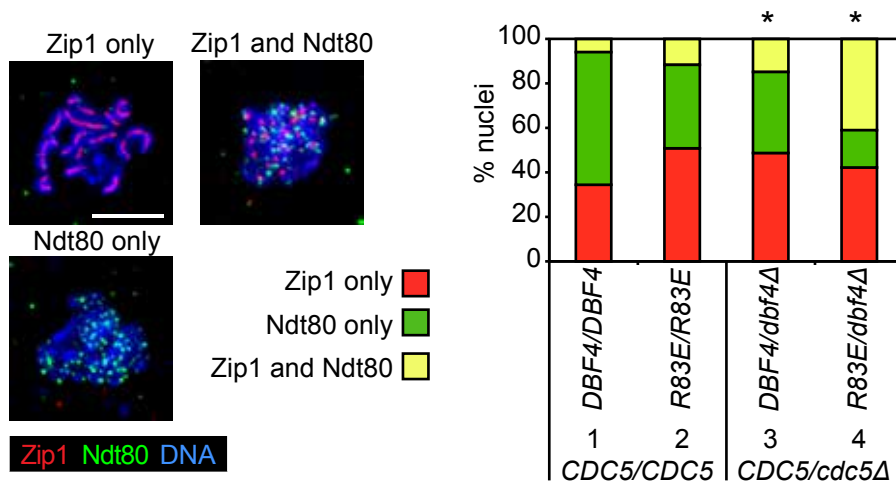 Zip1 only
Zip1 and Ndt80
Ndt80 only
Zip1 only
Ndt80 only
Zip1 and Ndt80
Zip1 Ndt80 DNA
* *
100
80
60
40
20
0
% nuclei
DBF4/DBF4
R83E/R83E
DBF4/dbf4Δ
R83E/dbf4Δ
1 2 3 4
CDC5/CDC5 CDC5/cdc5Δ